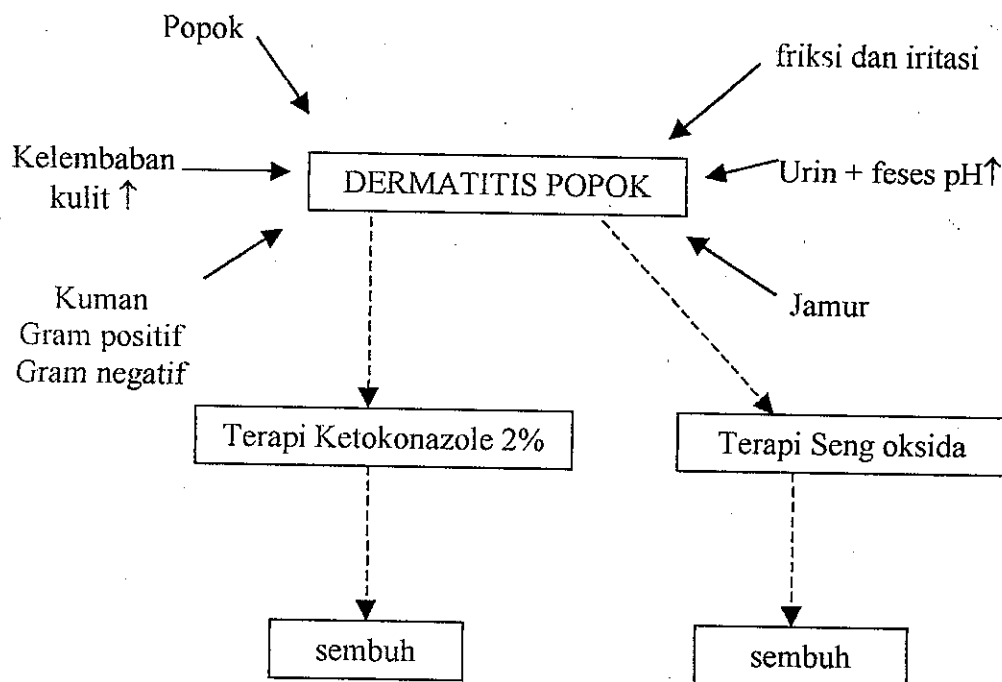 Popok
friksi dan iritasi
Kelembaban
kulit ↑
DERMATITIS POPOK
Urin + feses pH↑
Kuman
Gram positif
Gram negatif
Jamur
Terapi Ketokonazole 2%
Terapi Seng oksida
sembuh
sembuh